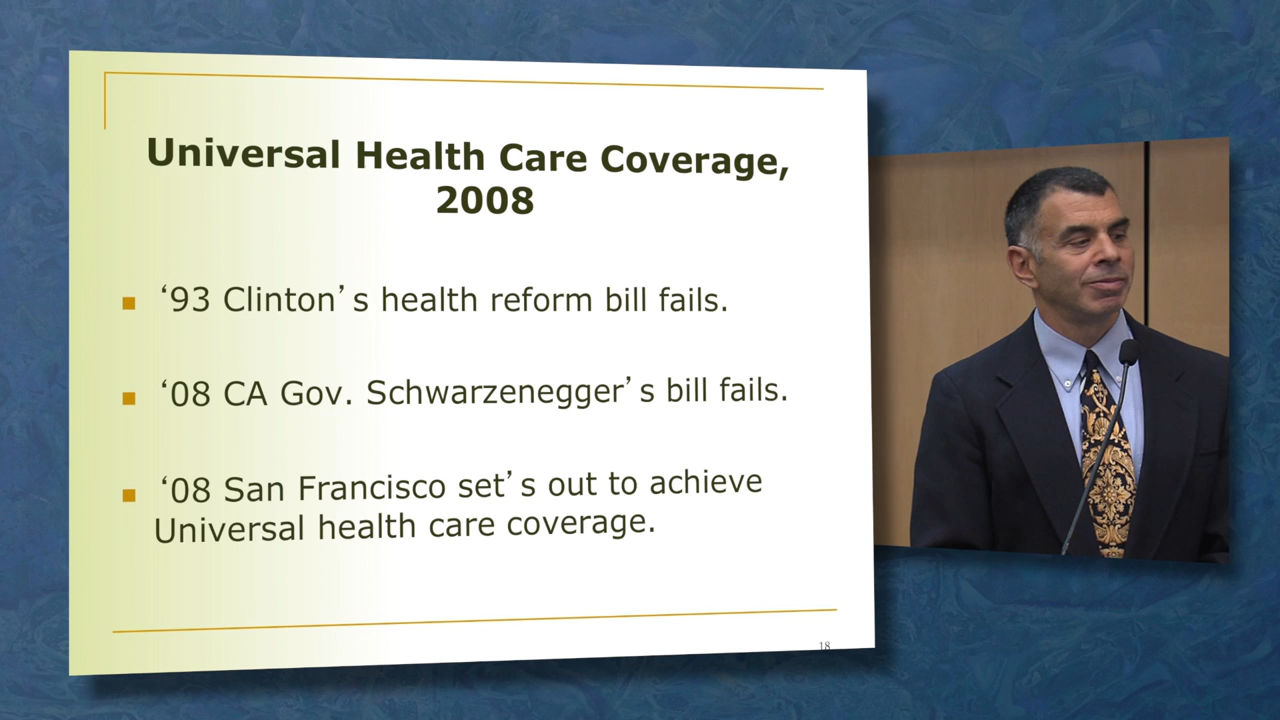 Universal Health Care Coverage,
2008
‘93 Clinton’s health reform bill fails.
‘08 CA Gov. Schwarzenegger’s bill fails.
‘08 San Francisco set’s out to achieve
Universal health care coverage.
18